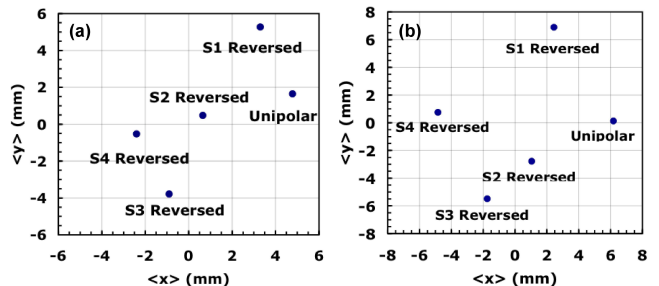 (a)
6
4
2
0
-2
-4
-6
<y> (mm)
S1 Reversed
S2 Reversed
Unipolar
S4 Reversed
S3 Reversed
-6 -4 -2 0 2 4 6
<x> (mm)
(b)
8
6
4
2
0
-2
-4
-6
-8
<y> (mm)
S1 Reversed
S4 Reversed
Unipolar
S2 Reversed
S3 Reversed
-8 -6 -4 -2 0 2 4 6 8
<x> (mm)